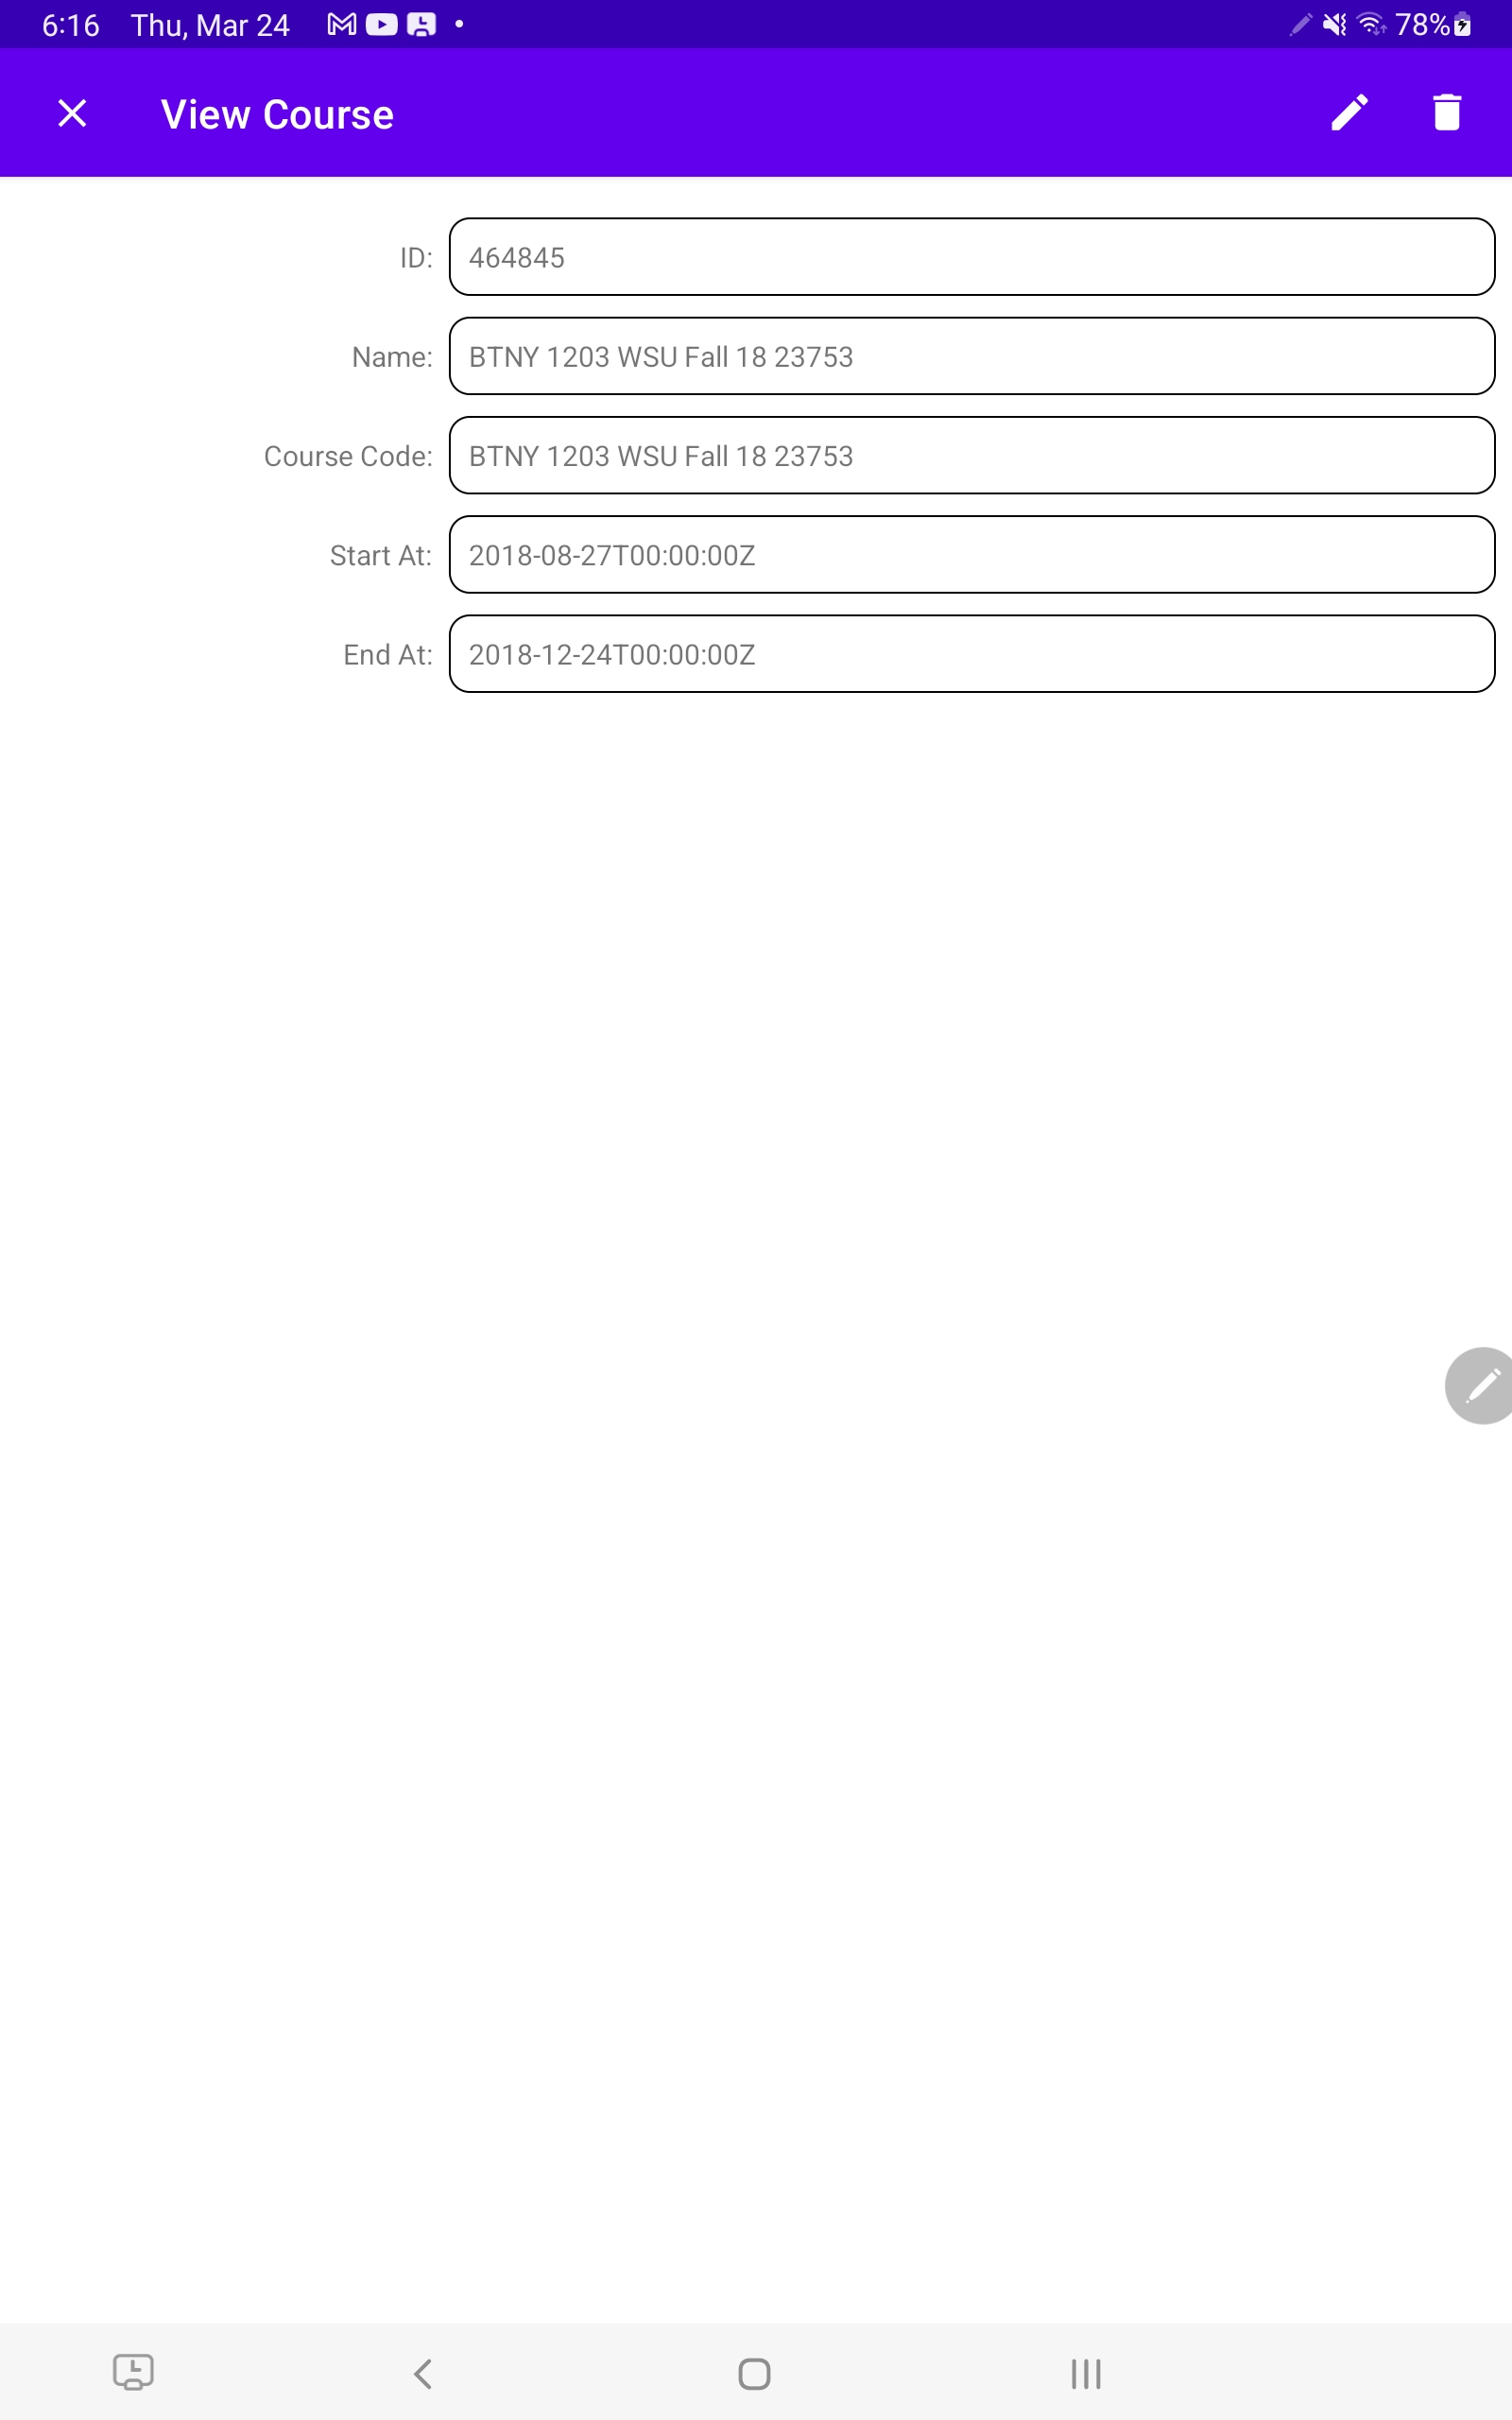 6:16 Thu, Mar 24 78%
View Course
ID: 464845
Name: BTNY 1203 WSU Fall 18 23753
Course Code: BTNY 1203 WSU Fall 18 23753
Start At: 2018-08-27T00:00:00Z
End At: 2018-12-24T00:00:00Z